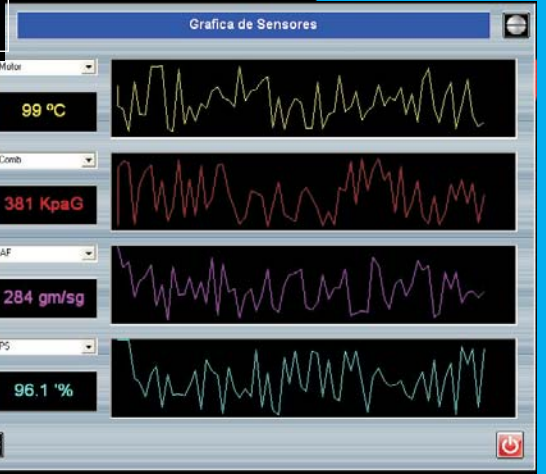 Grafica de Sensores
Motor
99 ºC
Comb
381 KpaG
AF
284 gm/sg
PS
96.1 '%